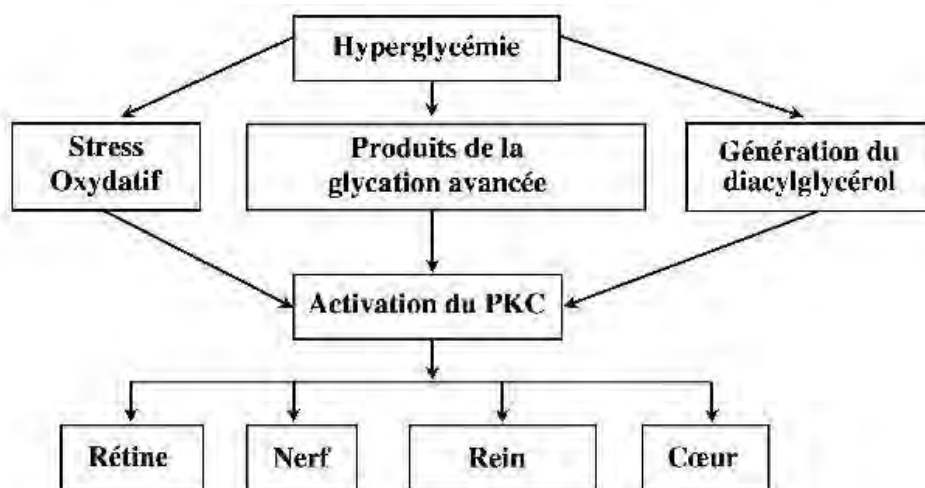 Hyperglycémie
Stress
Oxydatif
Produits de la
glycation avancée
Génération du
diacylglycérol
Activation du PKC
Rétine
Nerf
Rein
Cœur